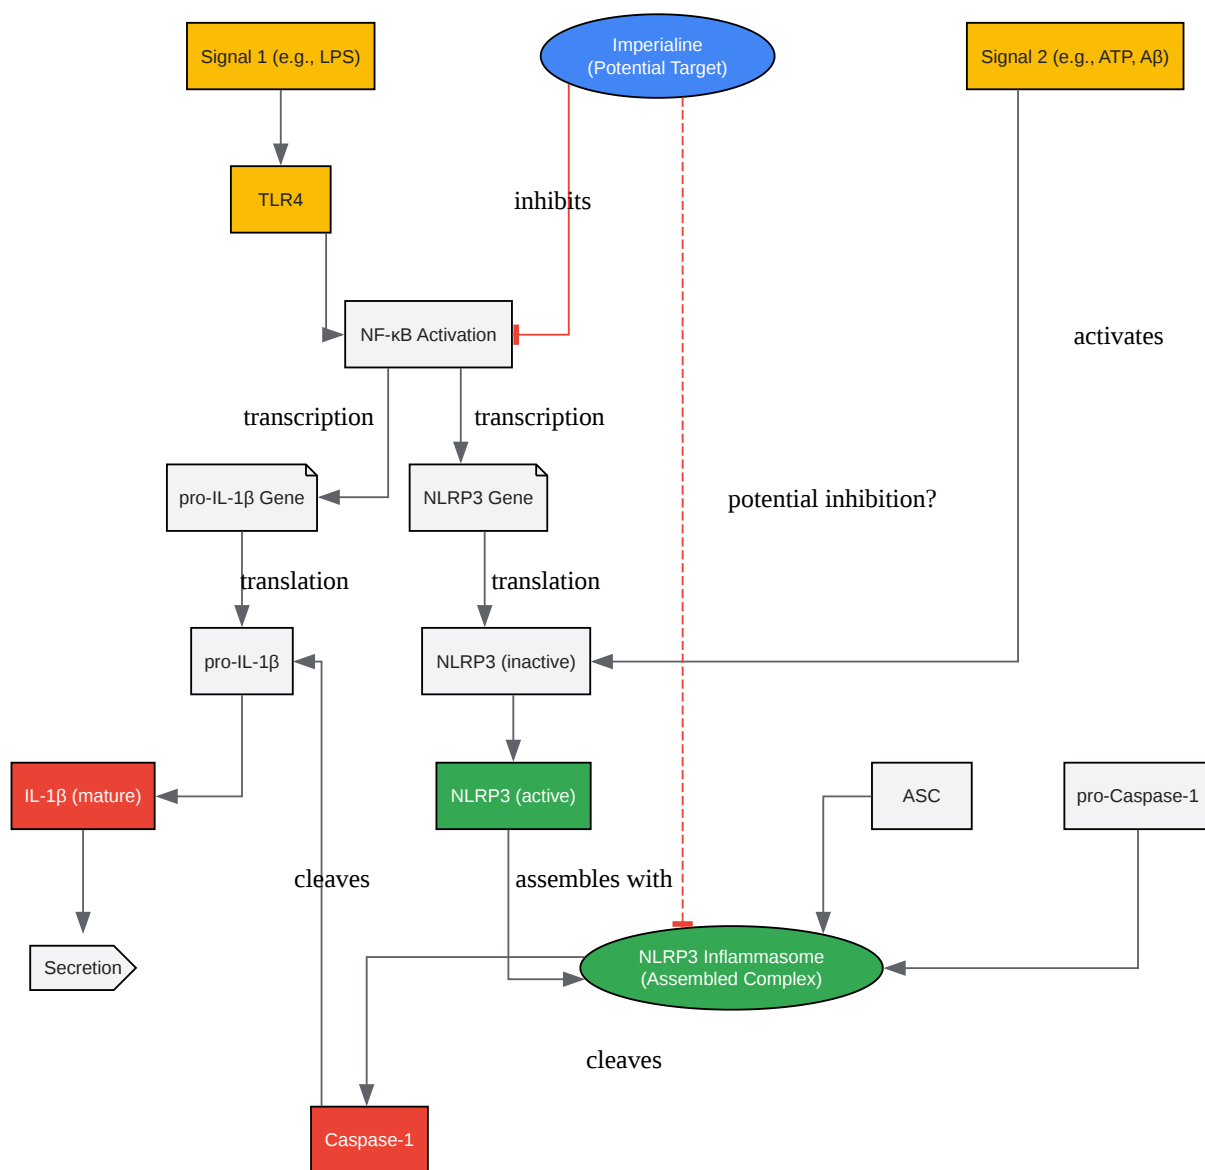 Signal 1 (e.g., LPS)
Imperialine
(Potential Target)
Signal 2 (e.g., ATP, Aβ)
TLR4
inhibits
NF-κB Activation
activates
transcription
transcription
pro-IL-1β Gene
NLRP3 Gene
potential inhibition?
translation
translation
pro-IL-1β
NLRP3 (inactive)
IL-1β (mature)
NLRP3 (active)
ASC
pro-Caspase-1
cleaves
assembles with
Secretion
NLRP3 Inflammasome
(Assembled Complex)
cleaves
Caspase-1